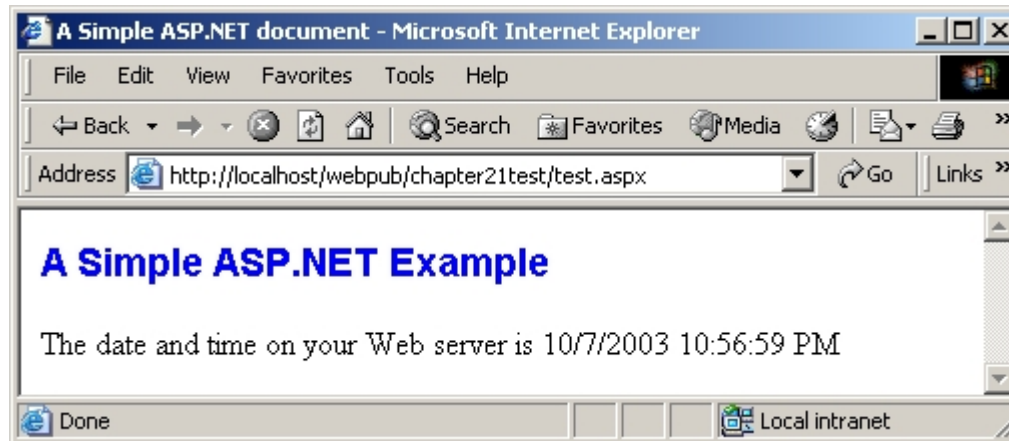 A Simple ASP.NET document - Microsoft Internet Explorer
File Edit View Favorites Tools Help
Back Search Favorites Media »
Address http://localhost/webpub/chapter21test/test.aspx Go Links »
A Simple ASP.NET Example
The date and time on your Web server is 10/7/2003 10:56:59 PM
Done Local intranet